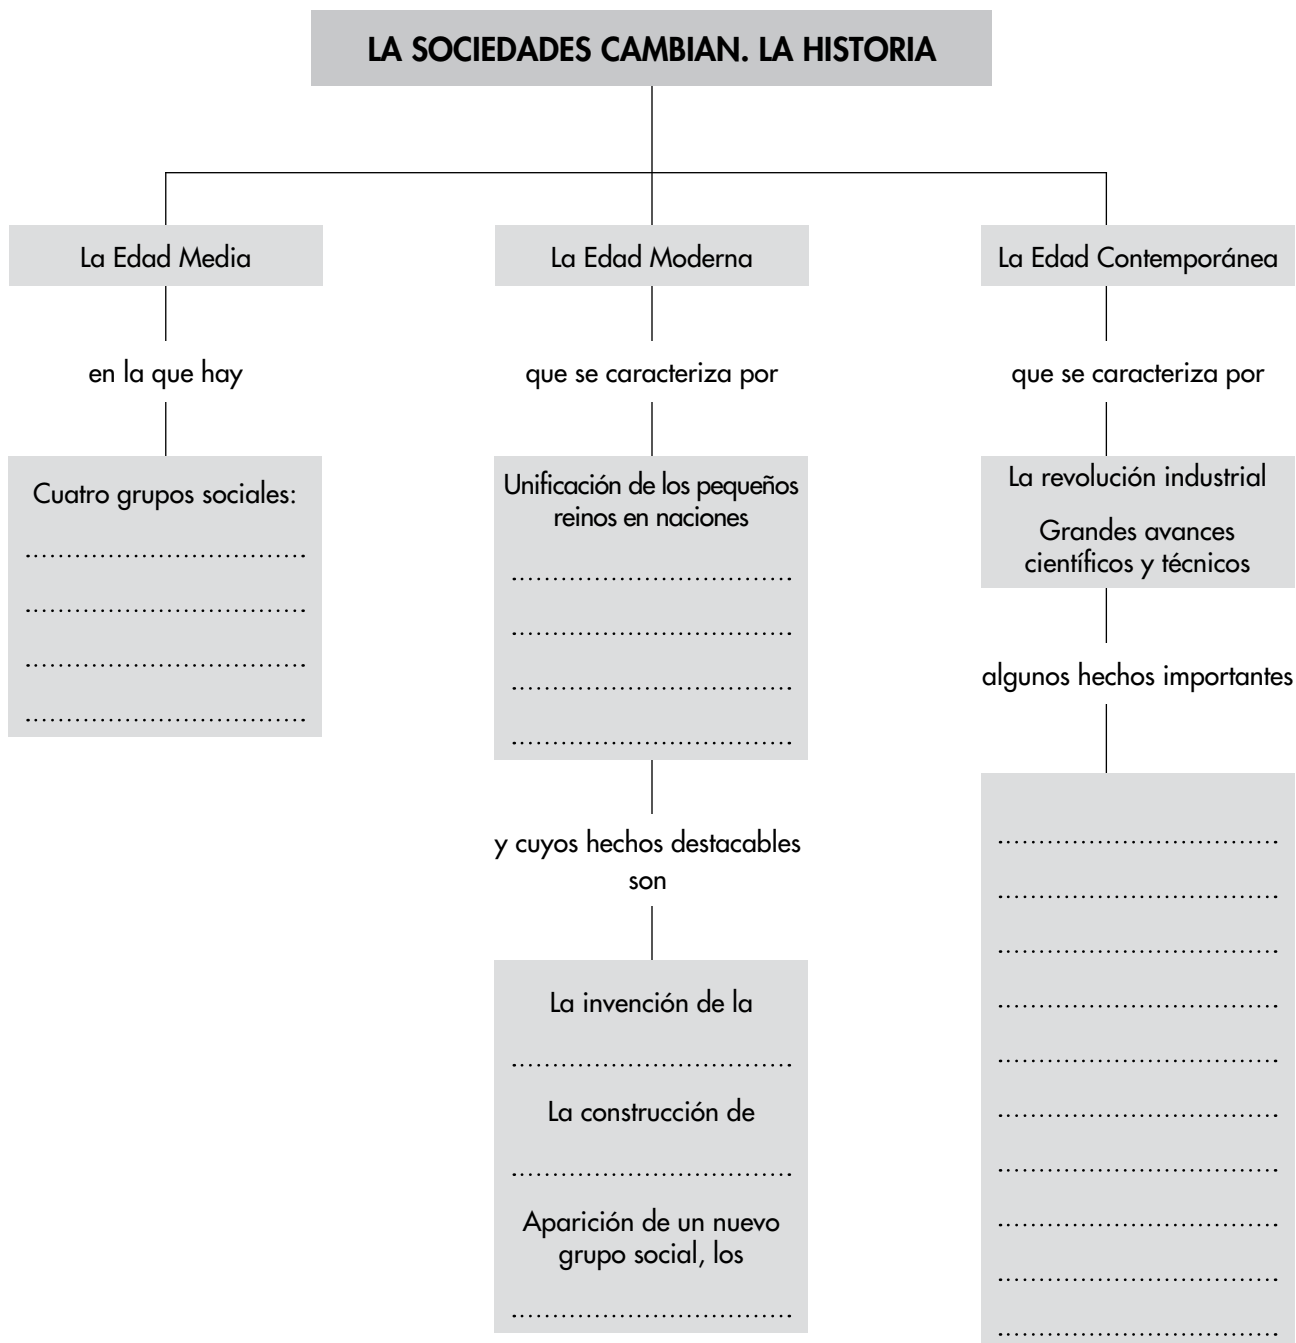 LA SOCIEDADES CAMBIAN. LA HISTORIA
La Edad Media
en la que hay
Cuatro grupos sociales:
................................
................................
................................
................................
La Edad Moderna
que se caracteriza por
Unificación de los pequeños
reinos en naciones
................................
................................
................................
................................
y cuyos hechos destacables
son
La invención de la
................................
La construcción de
................................
Aparición de un nuevo
grupo social, los
................................
La Edad Contemporánea
que se caracteriza por
La revolución industrial
Grandes avances
científicos y técnicos
algunos hechos importantes
................................
................................
................................
................................
................................
................................
................................
................................
................................
................................